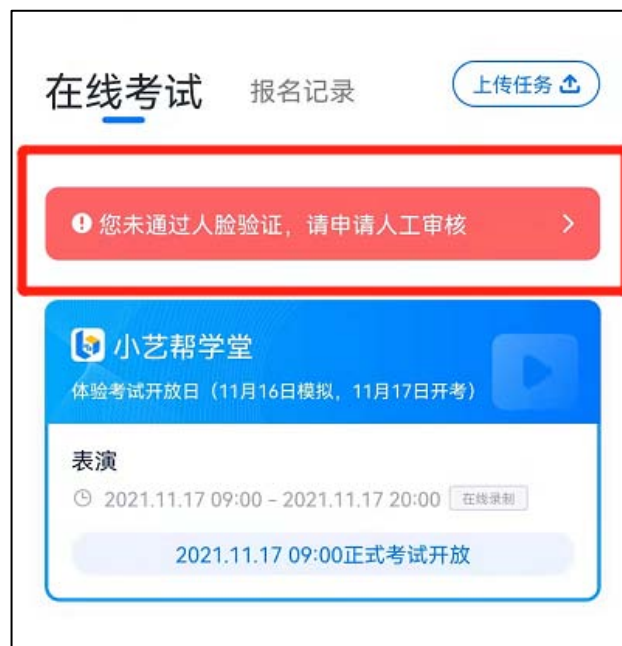 在线考试 报名记录 上传任务
您未通过人脸验证，请申请人工审核
小艺帮学堂
体验考试开放日（11月16日模拟，11月17日开考）
表演
2021.11.17 09:00 - 2021.11.17 20:00 在线录制
2021.11.17 09:00正式考试开放